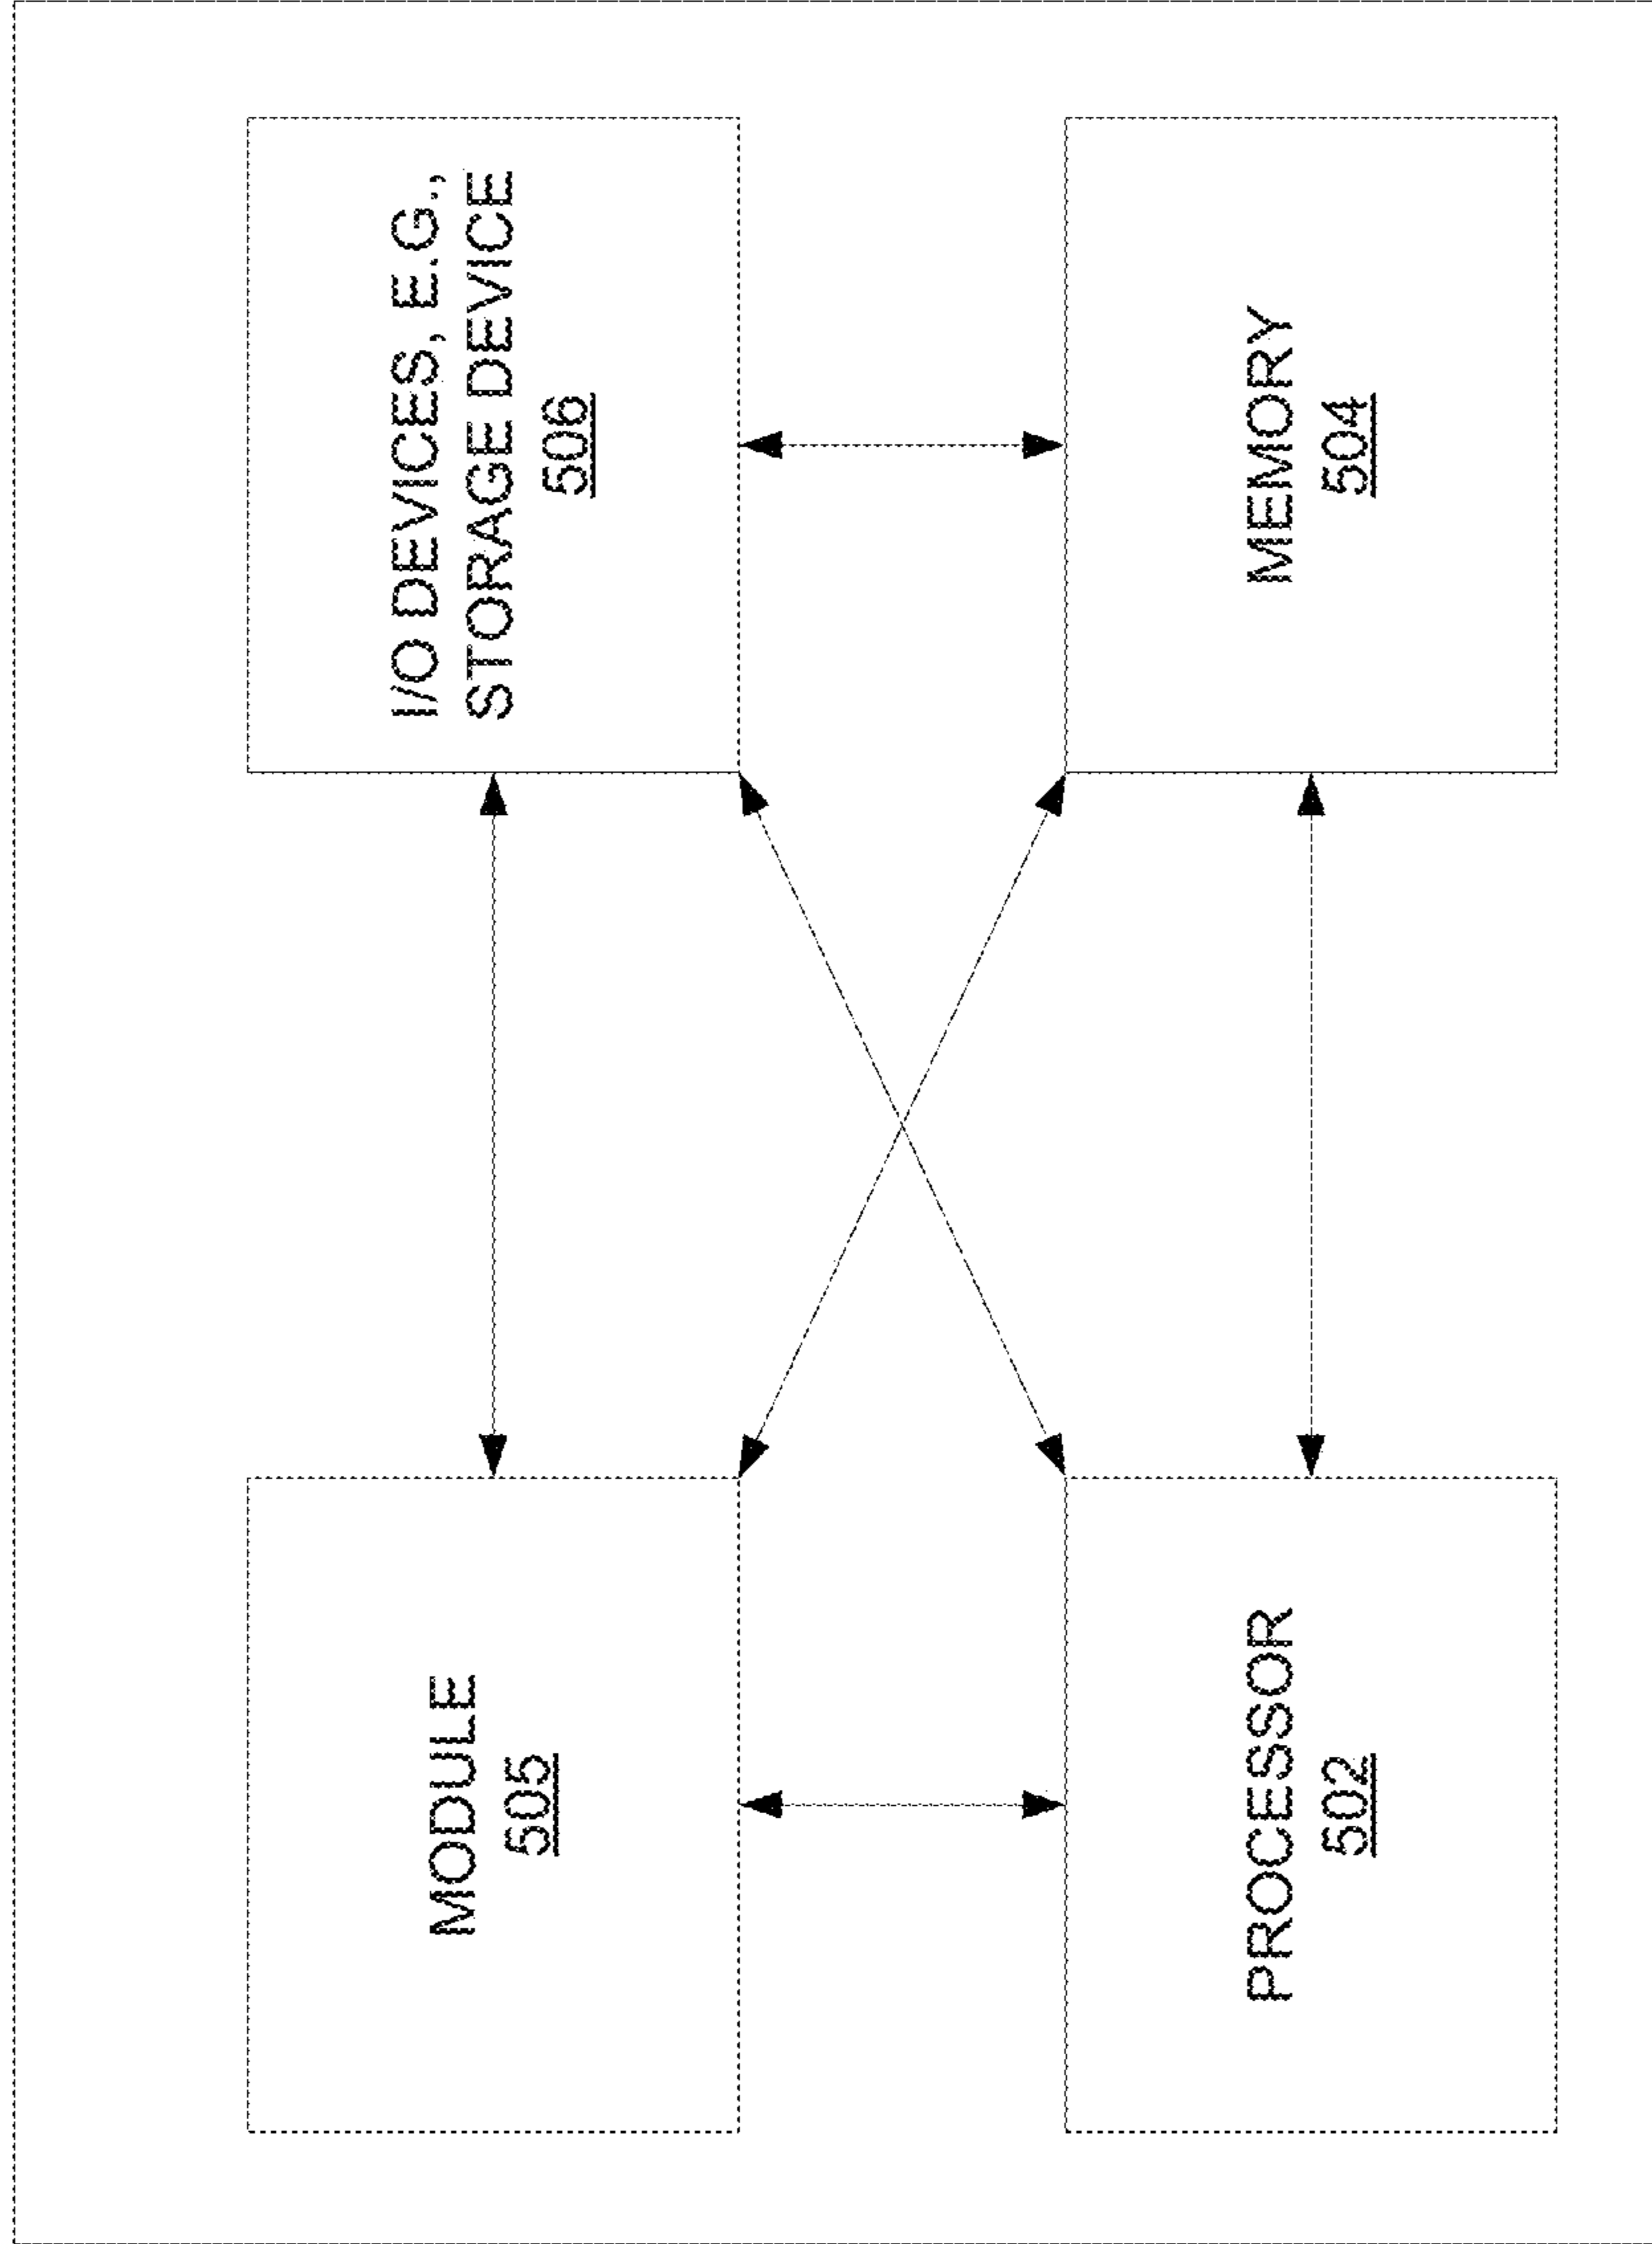 MODULE
505
I/O DEVICES, E.G.,
STORAGE DEVICE
506
PROCESSOR
502
MEMORY
504